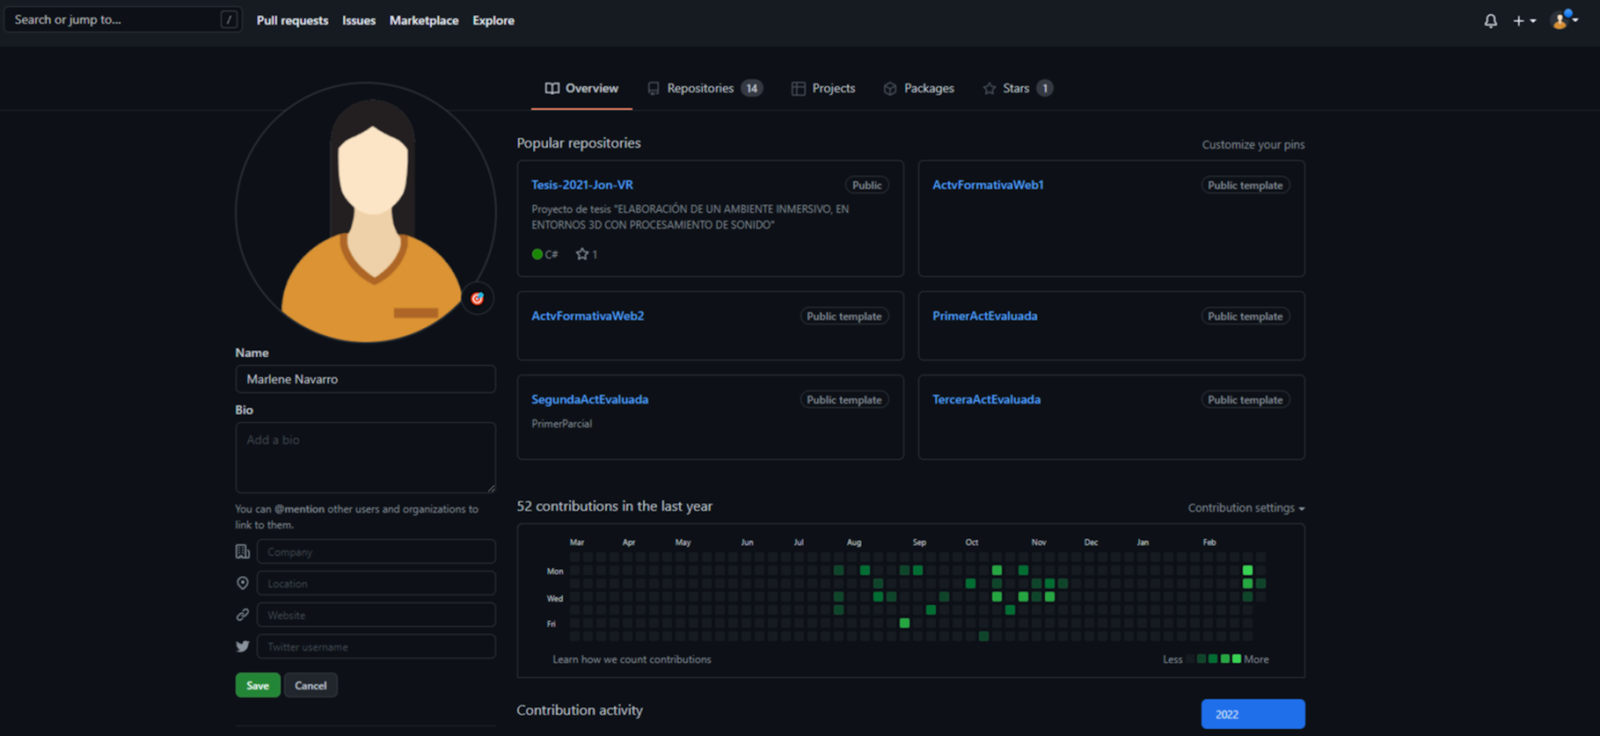 Search or jump to... /
Pull requests Issues Marketplace Explore
Overview Repositories 14 Projects Packages Stars 1
Name
Marlene Navarro
Bio
Add a bio
You can @mention other users and organizations to
link to them.
Company
Location
Website
Twitter username
Save Cancel
Popular repositories
Customize your pins
Tesis-2021-Jon-VR Public
Proyecto de tesis "ELABORACIÓN DE UN AMBIENTE INMERSIVO, EN
ENTORNOS 3D CON PROCESAMIENTO DE SONIDO"
C# 1
ActvFormativaWeb1 Public template
ActvFormativaWeb2 Public template
PrimerActEvaluada Public template
SegundaActEvaluada Public template
PrimerParcial
TerceraActEvaluada Public template
52 contributions in the last year
Contribution settings
Mar Apr May Jun Jul Aug Sep Oct Nov Dec Jan Feb
Mon
Wed
Fri
Learn how we count contributions
Less More
Contribution activity
2022